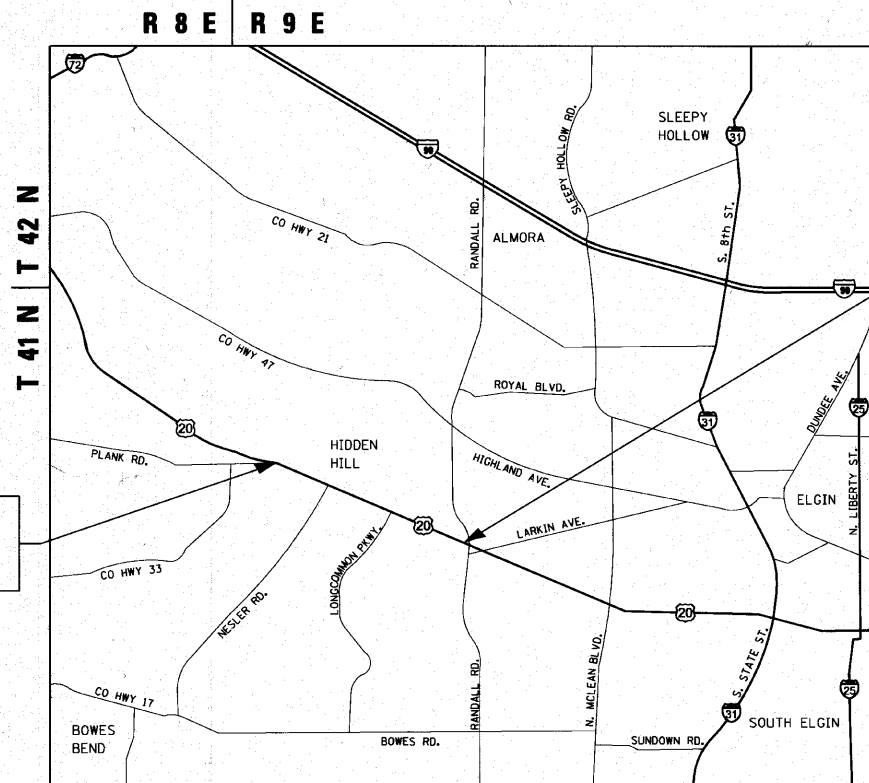 R 8 E R 9 E
72
SLEEPY HOLLOW RD.
SLEEPY
HOLLOW
31
90
T 42 N
RANDALL RD.
CO HWY 21
ALMORA
S. 8th ST.
90
T 41 N
CO HWY 47
ROYAL BLVD.
DUNDEE AVE.
25
20
31
HIDDEN
HILL
PLANK RD.
HIGHLAND AVE.
N. LIBERTY ST.
ELGIN
20
LARKIN AVE.
LONGCOMMON PKWY.
CO HWY 33
NESLER RD.
20
N. MCLEAN BLVD.
S. STATE ST.
RANDALL RD.
25
CO HWY 17
31
SOUTH ELGIN
BOWES
BEND
BOWES RD.
SUNDOWN RD.